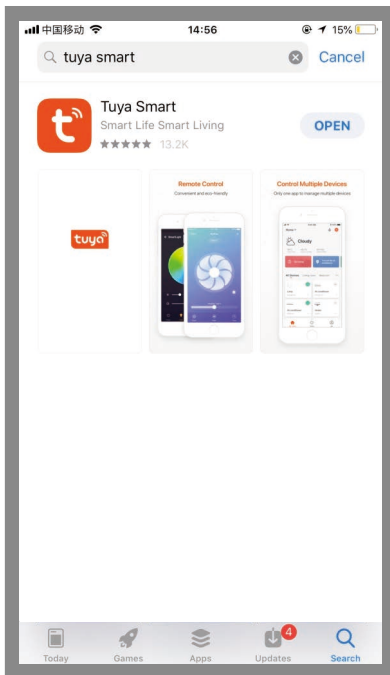 中国移动
14:56
15%
tuya smart
Cancel
Tuya Smart
Smart Life Smart Living
OPEN
★★★★★ 13.2K
tuya
Remote Control
Convenient and eco-friendly
Control Multiple Devices
Only one app to manage multiple devices
Cloudy
4
Today
Games
Apps
Updates
Search